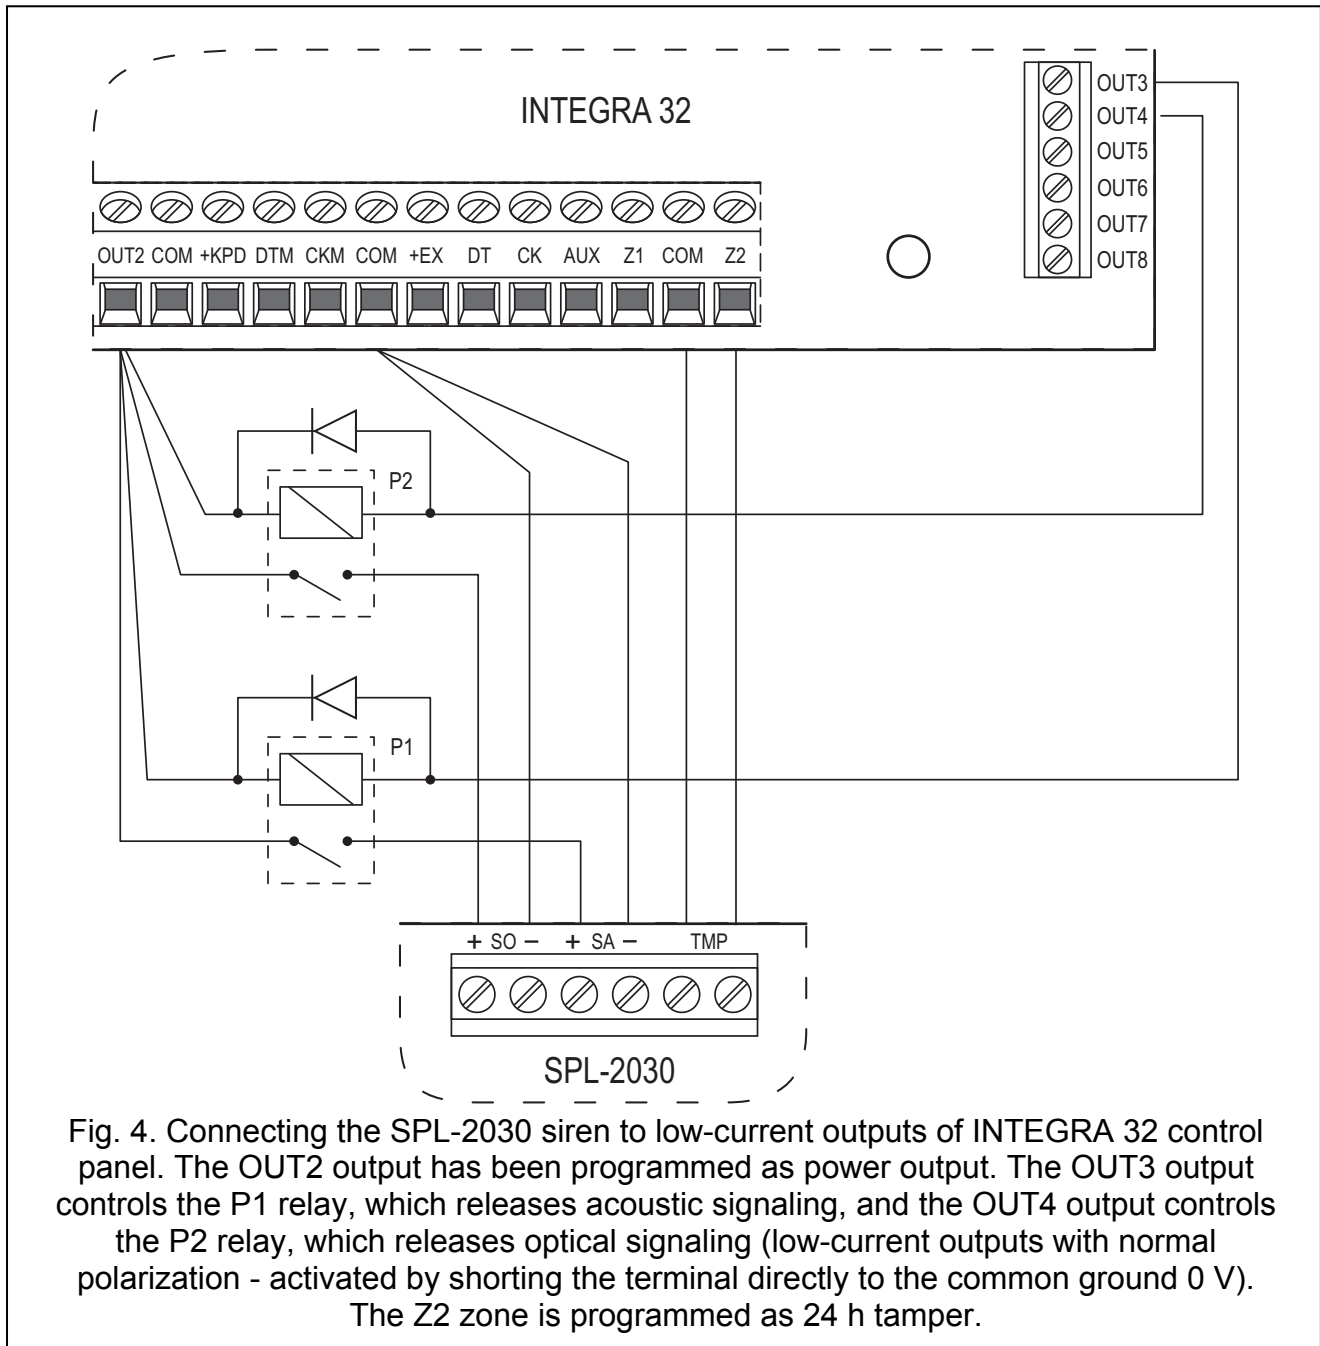 INTEGRA 32
OUT3
OUT4
OUT5
OUT6
OUT7
OUT8
OUT2 COM +KPD DTM CKM COM +EX DT CK AUX Z1 COM Z2
P2
P1
+ SO − + SA − TMP
SPL-2030
Fig. 4. Connecting the SPL-2030 siren to low-current outputs of INTEGRA 32 control
panel. The OUT2 output has been programmed as power output. The OUT3 output
controls the P1 relay, which releases acoustic signaling, and the OUT4 output controls
the P2 relay, which releases optical signaling (low-current outputs with normal
polarization - activated by shorting the terminal directly to the common ground 0 V).
The Z2 zone is programmed as 24 h tamper.